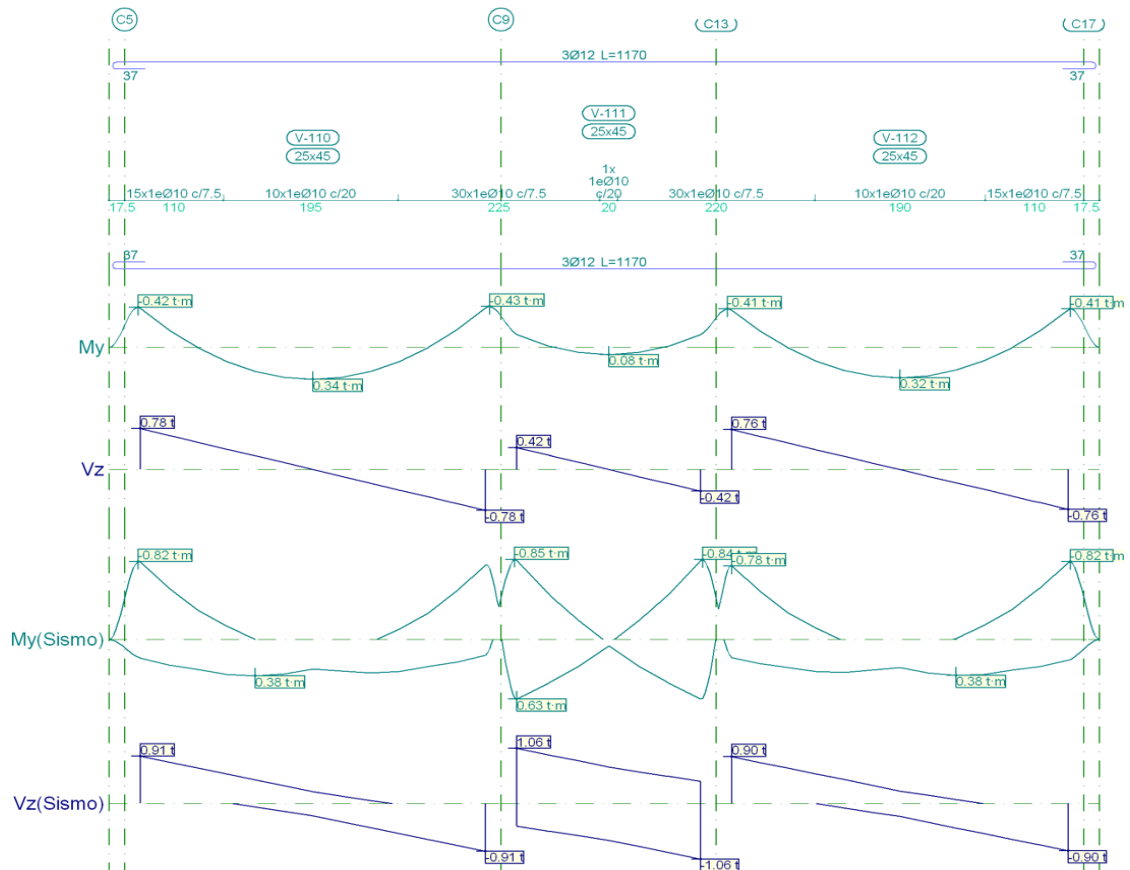 C5 C9 C13 C17
3Ø12 L=1170
37 37
V-110 V-111 V-112
25x45 25x45 25x45
15x1eØ10 c/7.5 10x1eØ10 c/20 30x1eØ10 c/7.5 1x 1eØ10 c/20 30x1eØ10 c/7.5 10x1eØ10 c/20 15x1eØ10 c/7.5
17.5 110 195 225 20 220 190 110 17.5
37 3Ø12 L=1170 37
My
-0.42 t·m -0.43 t·m -0.41 t·m -0.41 t·m
0.34 t·m 0.08 t·m 0.32 t·m
Vz
0.78 t 0.42 t 0.76 t
-0.78 t -0.42 t -0.76 t
My(Sismo)
-0.82 t·m -0.85 t·m -0.84 t·m -0.78 t·m -0.82 t·m
0.38 t·m 0.63 t·m 0.38 t·m
Vz(Sismo)
0.91 t 1.06 t 0.90 t
-0.91 t -1.06 t -0.90 t